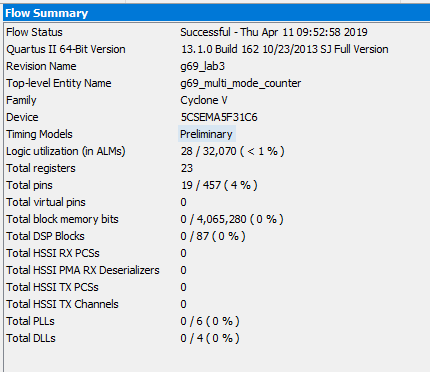 Flow Summary
Flow Status Successful - Thu Apr 11 09:52:58 2019
Quartus II 64-Bit Version 13.1.0 Build 162 10/23/2013 SJ Full Version
Revision Name g69_lab3
Top-level Entity Name g69_multi_mode_counter
Family Cyclone V
Device 5CSEMA5F31C6
Timing Models Preliminary
Logic utilization (in ALMs) 28 / 32,070 ( < 1 % )
Total registers 23
Total pins 19 / 457 ( 4 % )
Total virtual pins 0
Total block memory bits 0 / 4,065,280 ( 0 % )
Total DSP Blocks 0 / 87 ( 0 % )
Total HSSI RX PCSs 0
Total HSSI PMA RX Deserializers 0
Total HSSI TX PCSs 0
Total HSSI TX Channels 0
Total PLLs 0 / 6 ( 0 % )
Total DLLs 0 / 4 ( 0 % )